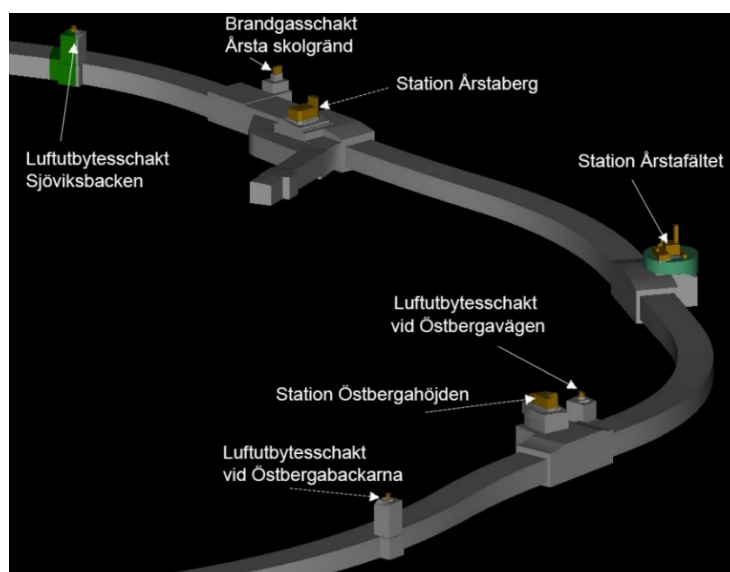 Brandgasschakt
Årsta skolgränd
Station Årstaberg
Luftutbytesschakt
Sjöviksbacken
Station Årstafältet
Luftutbytesschakt
vid Östbergavägen
Station Östbergahöjden
Luftutbytesschakt
vid Östbergabackarna